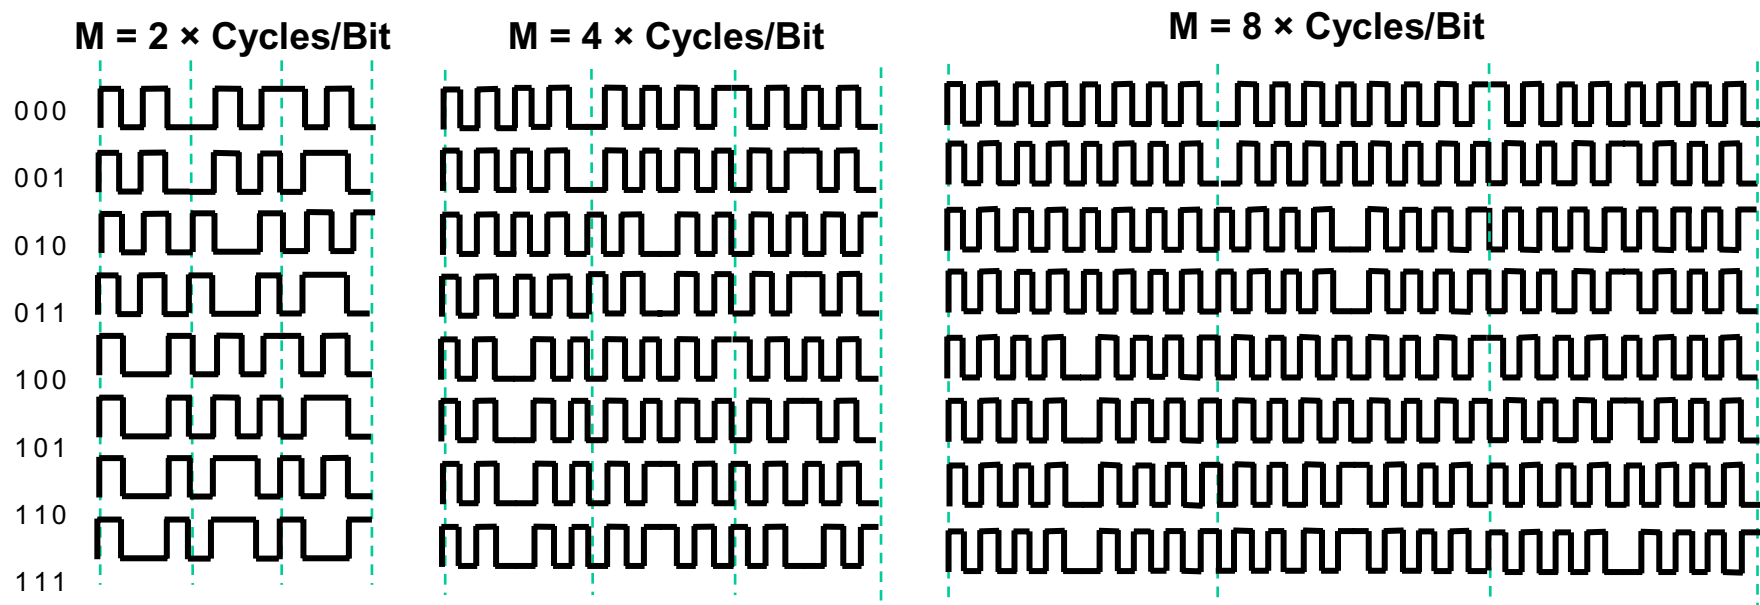 M = 2 × Cycles/Bit
M = 4 × Cycles/Bit
M = 8 × Cycles/Bit
000
001
010
011
100
101
110
111